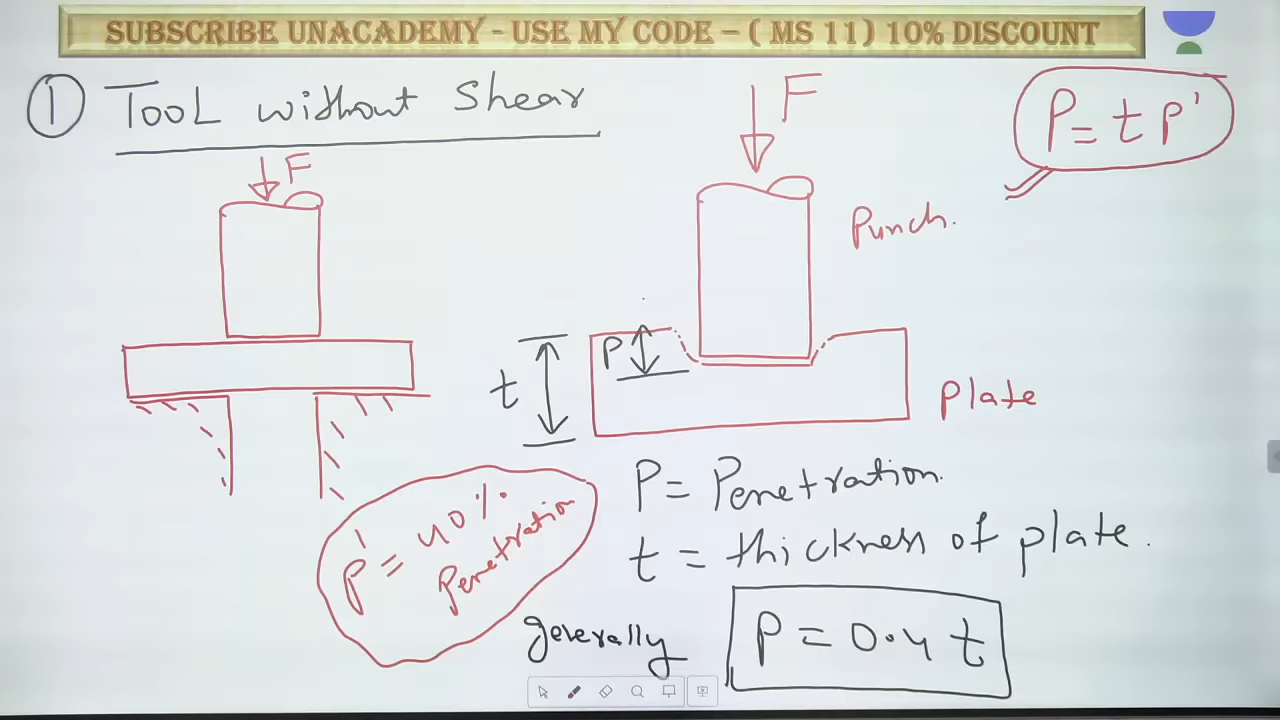 SUBSCRIBE UNACADEMY - USE MY CODE – ( MS 11) 10% DISCOUNT
① Tool without Shear
F
F
P = t p'
Punch.
P
t
Plate
P = Penetration.
t = thickness of plate.
p' = 40%
Penetration
generally
P = 0.4 t